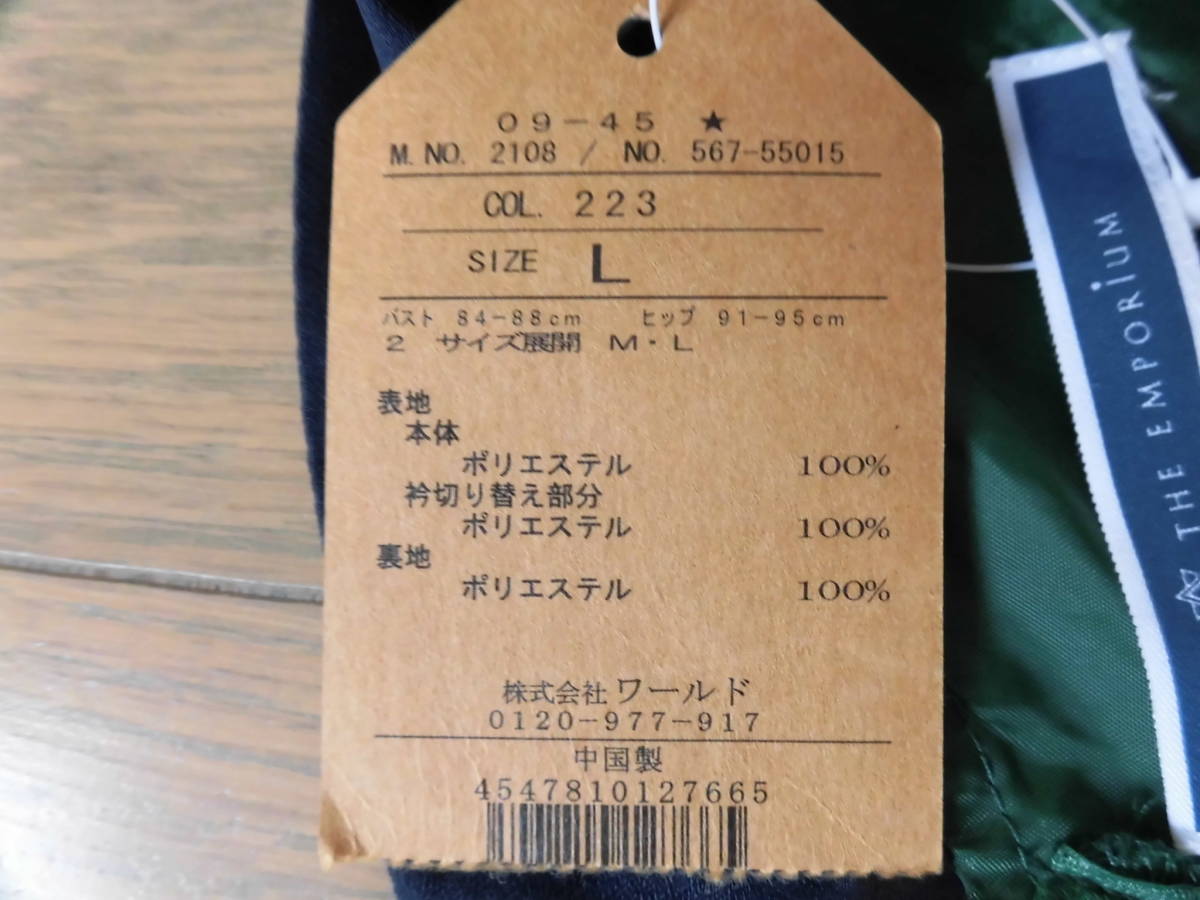 09-45 ★
M.NO. 2108 / NO. 567-55015
COL. 223
SIZE L
バスト 84-88cm ヒップ 91-95cm
2 サイズ展開 M・L
表地
本体
ポリエステル 100%
衿切り替え部分
ポリエステル 100%
裏地
ポリエステル 100%
株式会社 ワールド
0120-977-917
中国製
4547810127665
THE EMPORIUM